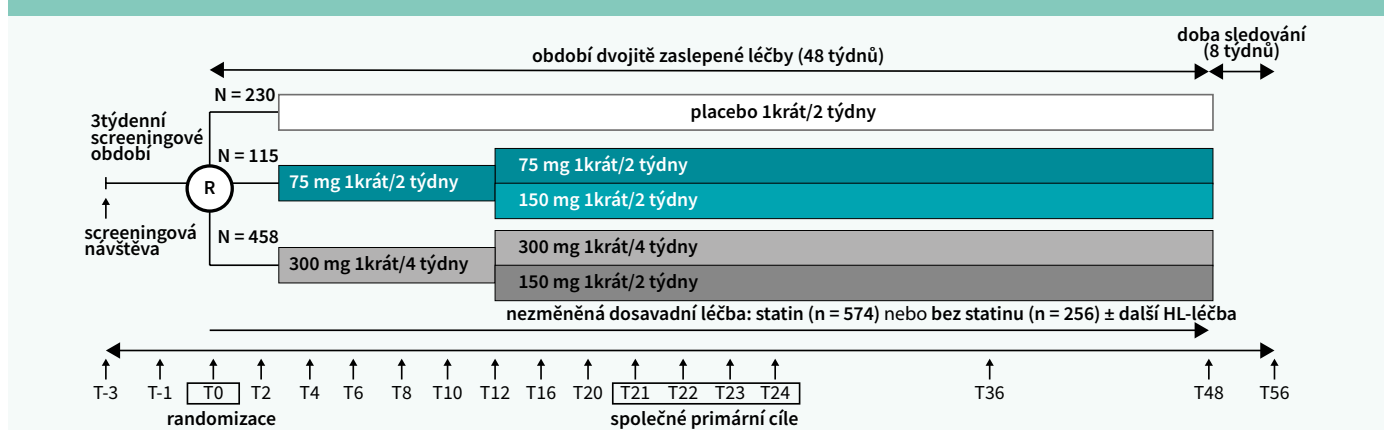 období dvojitě zaslepené léčby (48 týdnů)
doba sledování
(8 týdnů)
N = 230
placebo 1krát/2 týdny
3týdenní
screeningové
období
N = 115
75 mg 1krát/2 týdny
75 mg 1krát/2 týdny
150 mg 1krát/2 týdny
R
screeningová
návštěva
N = 458
300 mg 1krát/4 týdny
300 mg 1krát/4 týdny
150 mg 1krát/2 týdny
nezměněná dosavadní léčba: statin (n = 574) nebo bez statinu (n = 256) ± další HL-léčba
T-3 T-1 T0 T2 T4 T6 T8 T10 T12 T16 T20 T21 T22 T23 T24 T36 T48 T56
randomizace
společné primární cíle